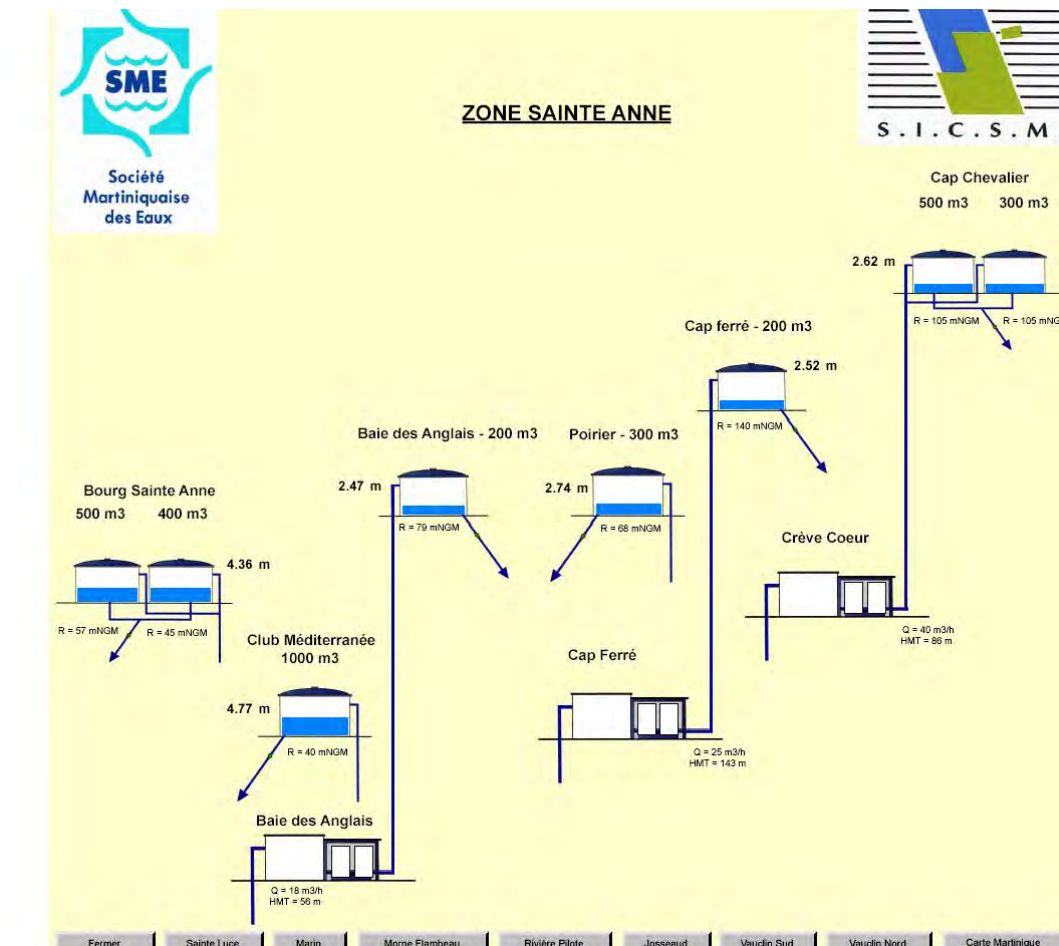 SME
Société
Martiniquaise
des Eaux
ZONE SAINTE ANNE
S.I.C.S.M
Cap Chevalier
500 m3 300 m3
2.62 m
R = 105 mNGM R = 105 mNG
Cap ferré - 200 m3
2.52 m
R = 140 mNGM
Baie des Anglais - 200 m3
2.47 m
R = 79 mNGM
Poirier - 300 m3
2.74 m
R = 68 mNGM
Bourg Sainte Anne
500 m3 400 m3
4.36 m
R = 57 mNGM R = 45 mNGM
Crève Coeur
Q = 40 m3/h
HMT = 86 m
Club Méditerranée
1000 m3
4.77 m
R = 40 mNGM
Cap Ferré
Q = 25 m3/h
HMT = 143 m
Baie des Anglais
Q = 18 m3/h
HMT = 56 m
Fermer Sainte Luce Marin Morne Flambeau Rivière Pilote Josseaud Vauclin Sud Vauclin Nord Carte Martinique